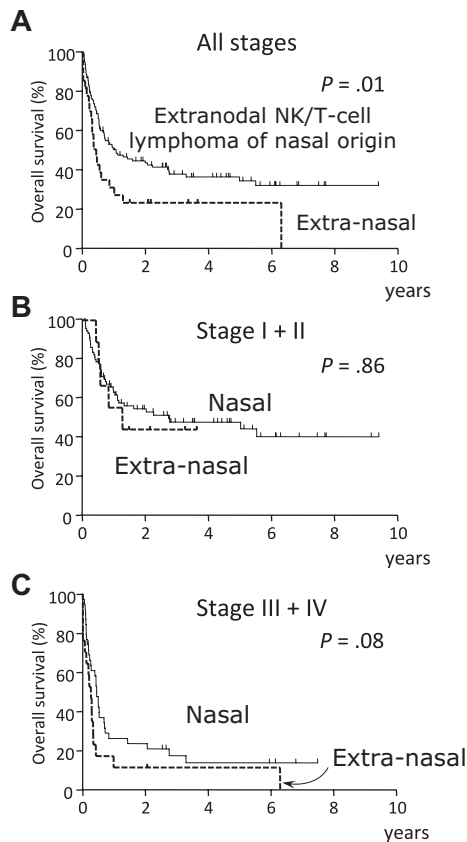 A
All stages
P = .01
Extranodal NK/T-cell
lymphoma of nasal origin
Extra-nasal
Overall survival (%)
100
80
60
40
20
0
0 2 4 6 8 10
years
B
Stage I + II
P = .86
Nasal
Extra-nasal
Overall survival (%)
100
80
60
40
20
0
0 2 4 6 8 10
years
C
Stage III + IV
P = .08
Nasal
Extra-nasal
Overall survival (%)
100
80
60
40
20
0
0 2 4 6 8 10
years